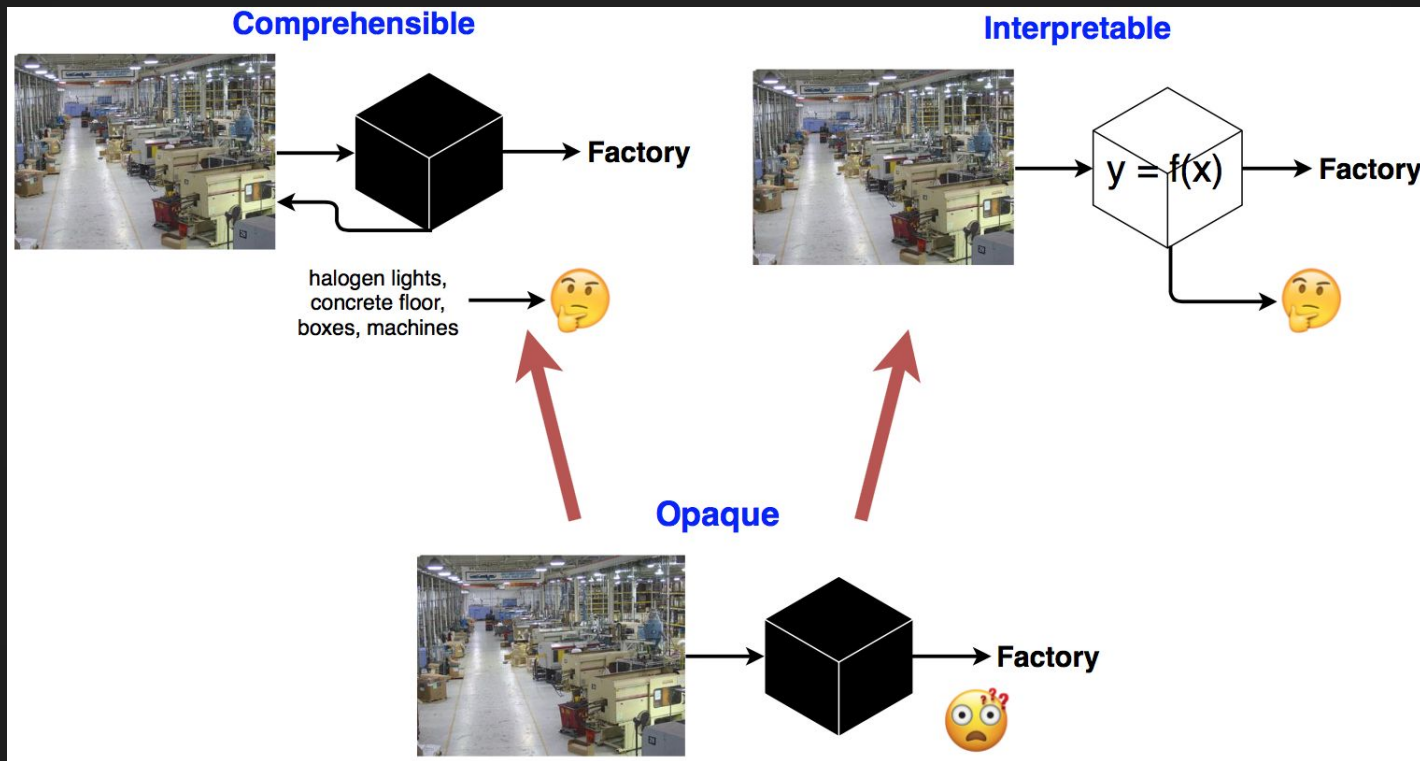 Comprehensible
Interpretable
Factory
y = f(x)
Factory
halogen lights,
concrete floor,
boxes, machines
Opaque
Factory
???